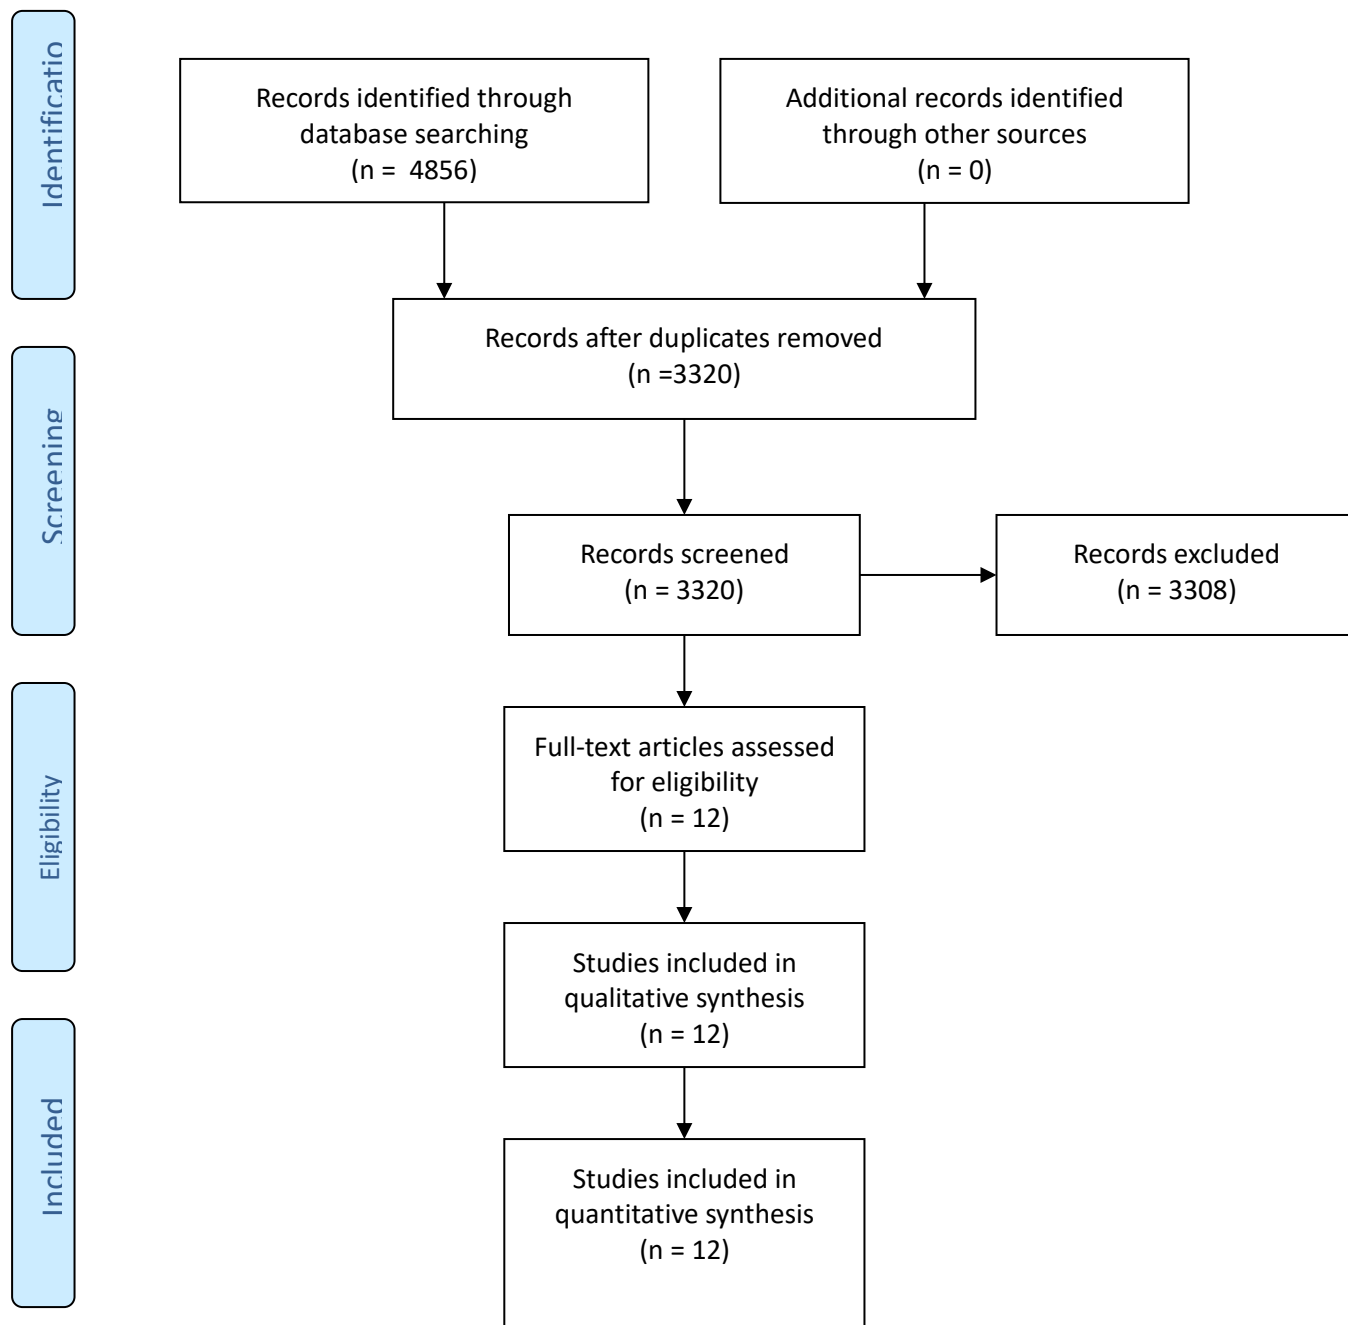 Identificatio
Records identified through
database searching
(n =  4856)
Additional records identified
through other sources
(n = 0)
Records after duplicates removed
(n =3320)
Screening
Records screened
(n = 3320)
Records excluded
(n = 3308)
Eligibility
Full-text articles assessed
for eligibility
(n = 12)
Studies included in
qualitative synthesis
(n = 12)
Included
Studies included in
quantitative synthesis
(n = 12)